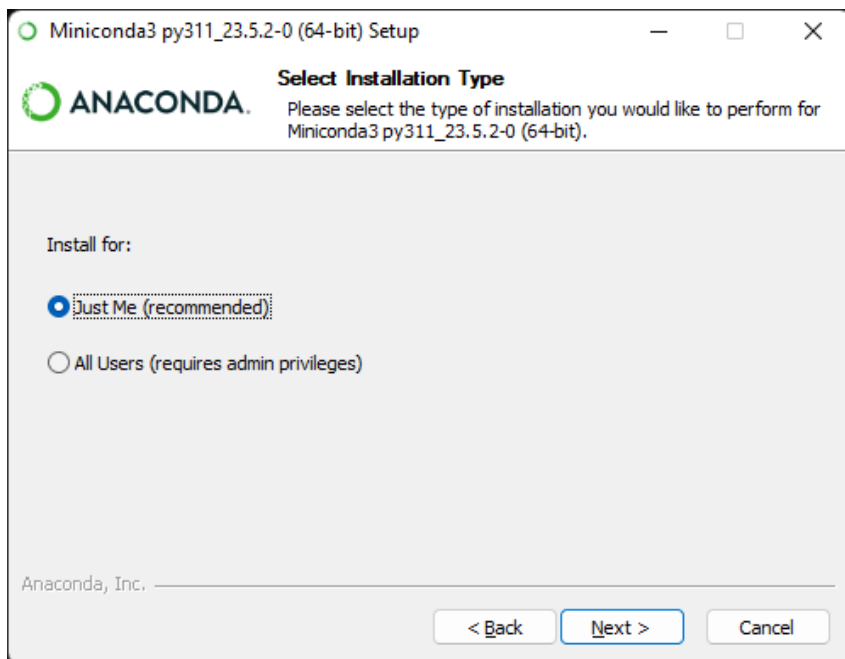 Miniconda3 py311_23.5.2-0 (64-bit) Setup
ANACONDA.
Select Installation Type
Please select the type of installation you would like to perform for
Miniconda3 py311_23.5.2-0 (64-bit).
Install for:
Just Me (recommended)
All Users (requires admin privileges)
Anaconda, Inc.
< Back
Next >
Cancel